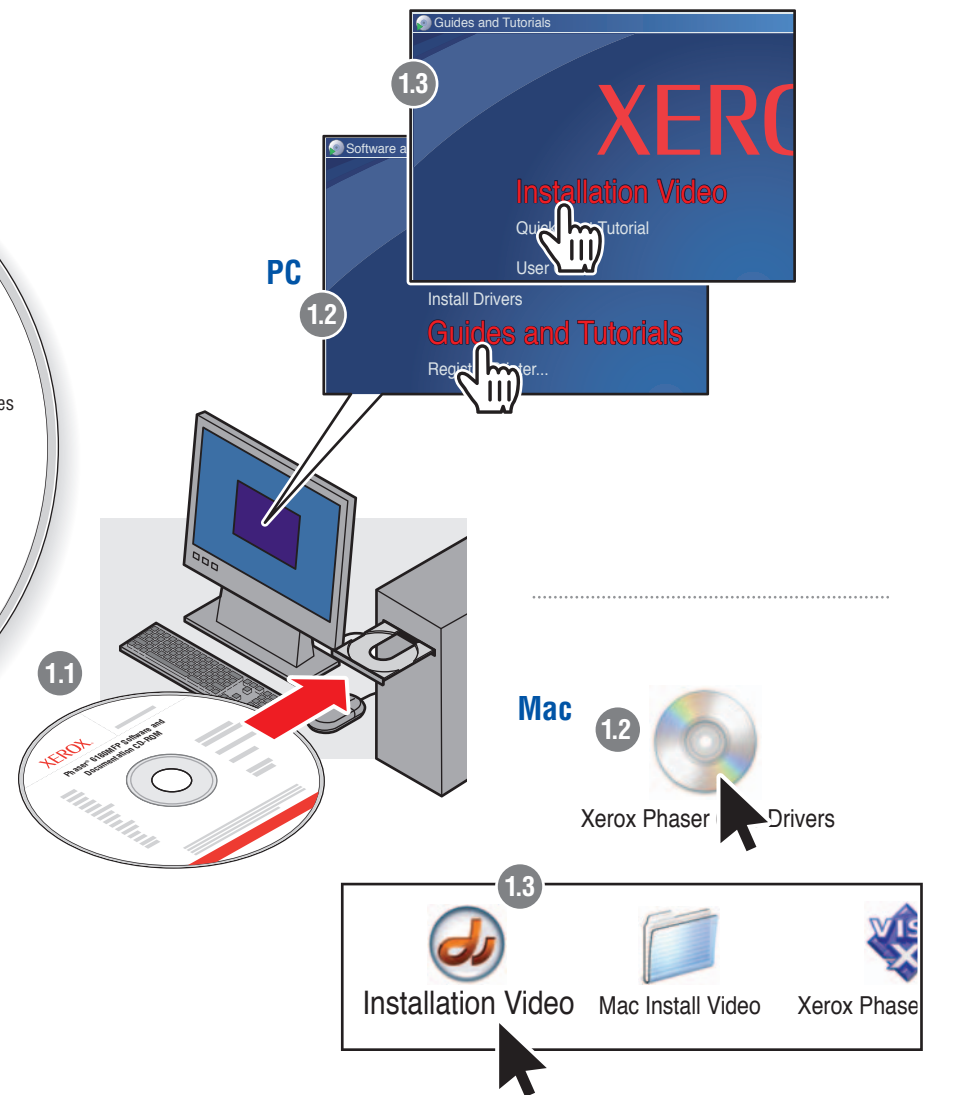 Guides and Tutorials
1.3
XERO
Software a
Installation Video
Tutorial
User
PC
1.2
Install Drivers
Guides and Tutorials
ter...
es
1.1
XEROX.
Phaser® 6180MFP Software and
Documentation CD-ROM
Mac
1.2
Xerox Phaser Drivers
1.3
VIS
X
Installation Video
Mac Install Video
Xerox Phase